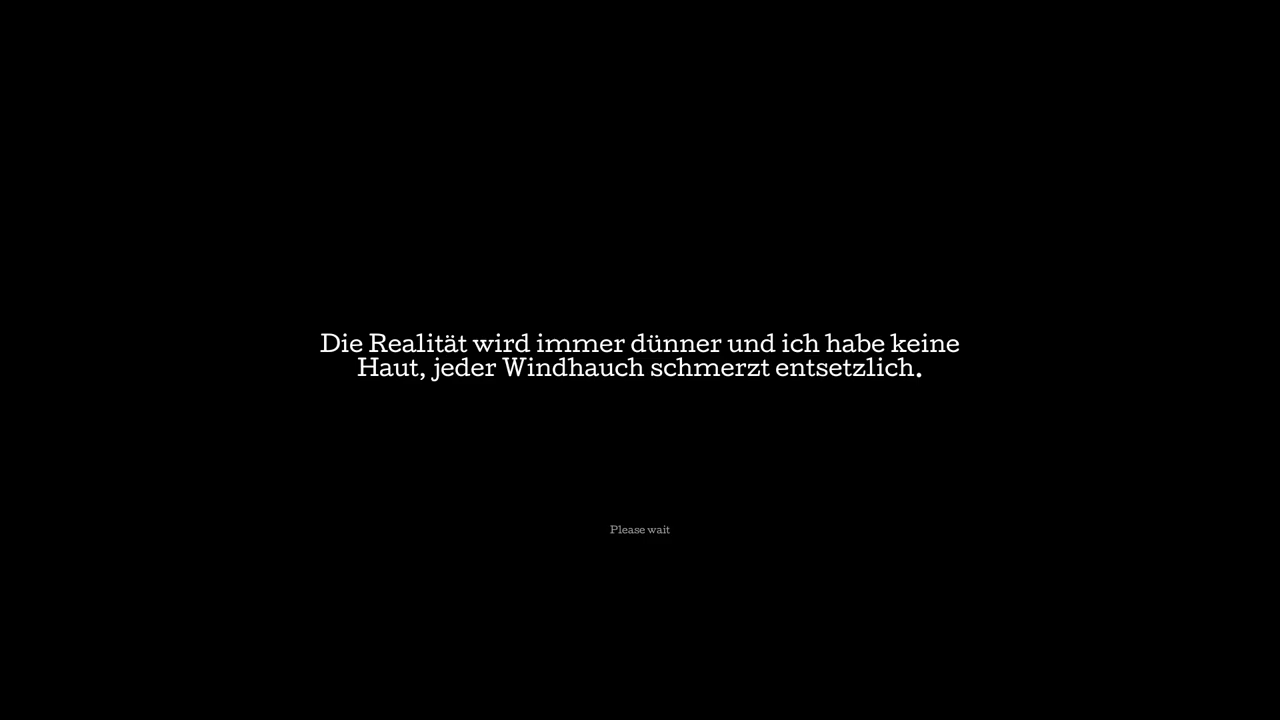 Die Realität wird immer dünner und ich habe keine
Haut, jeder Windhauch schmerzt entsetzlich.
Please wait